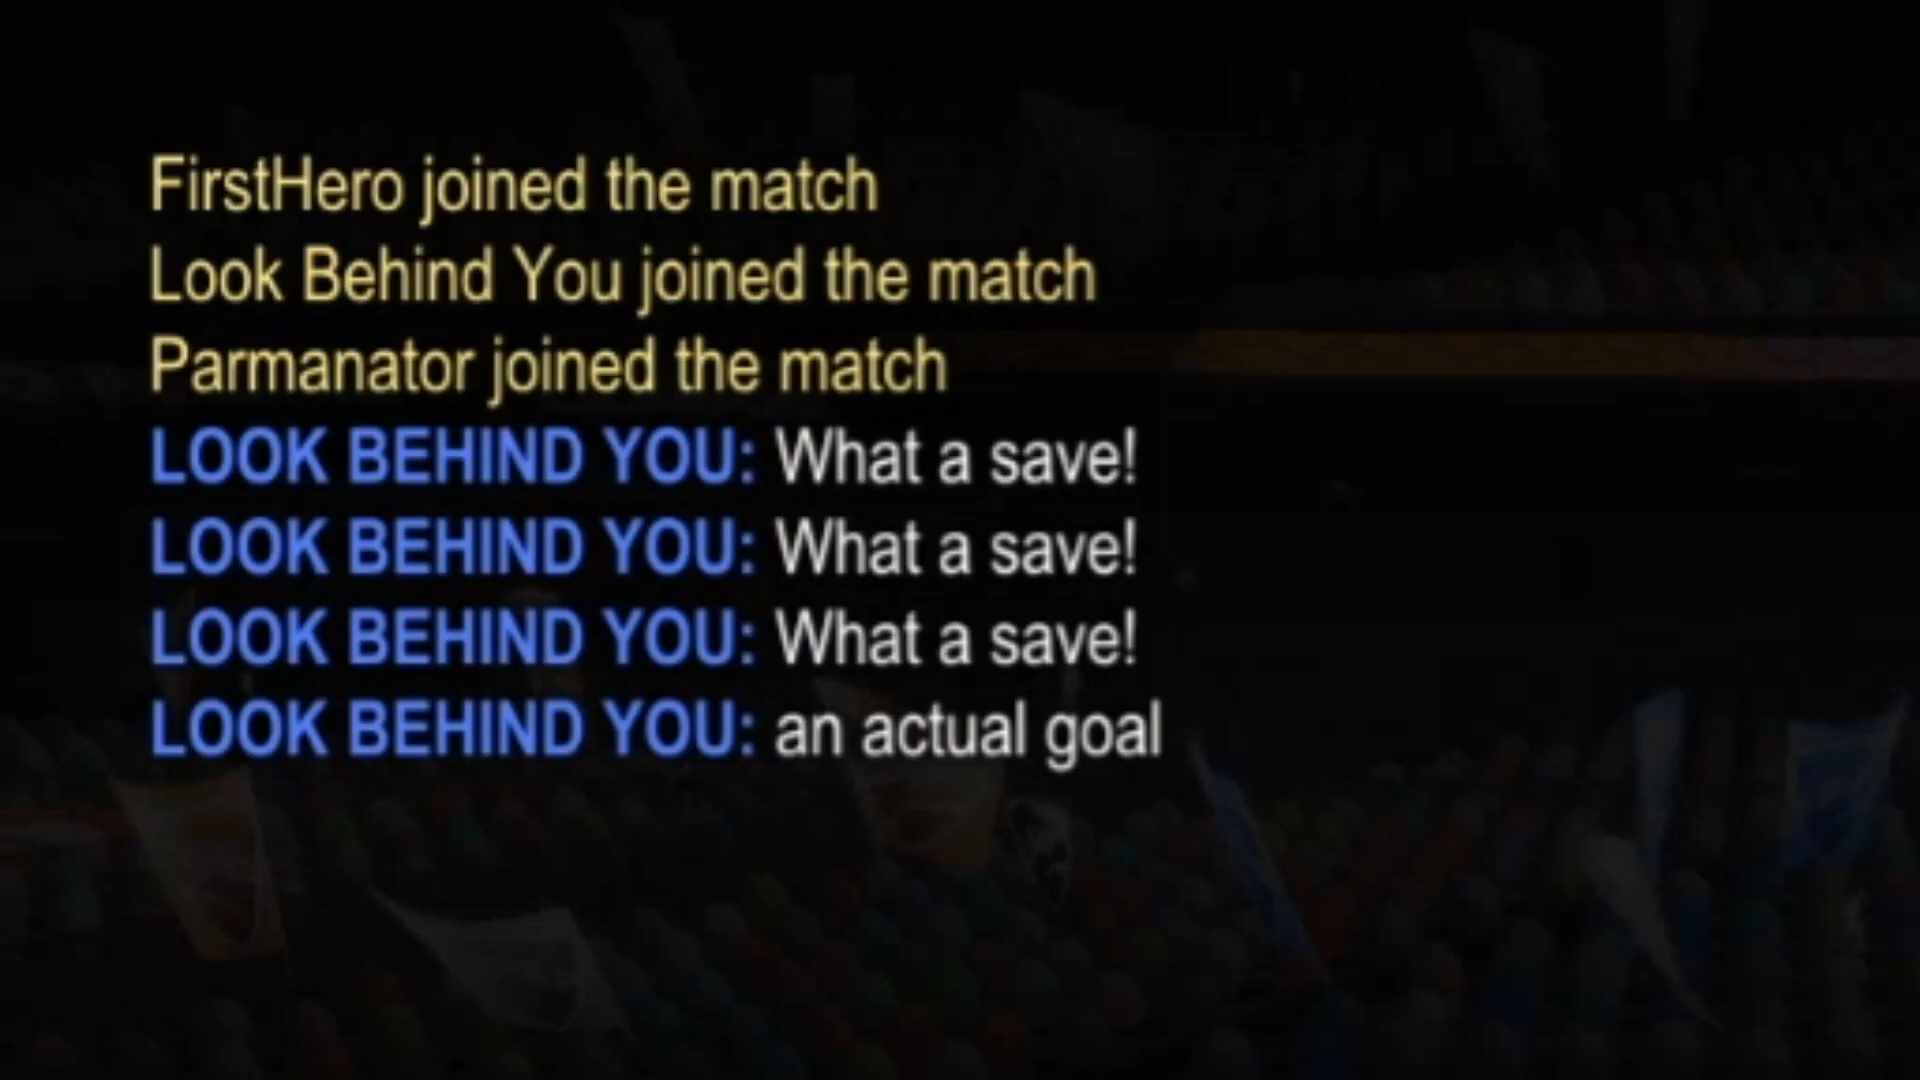 FirstHero joined the match
Look Behind You joined the match
Parmanator joined the match
LOOK BEHIND YOU: What a save!
LOOK BEHIND YOU: What a save!
LOOK BEHIND YOU: What a save!
LOOK BEHIND YOU: an actual goal